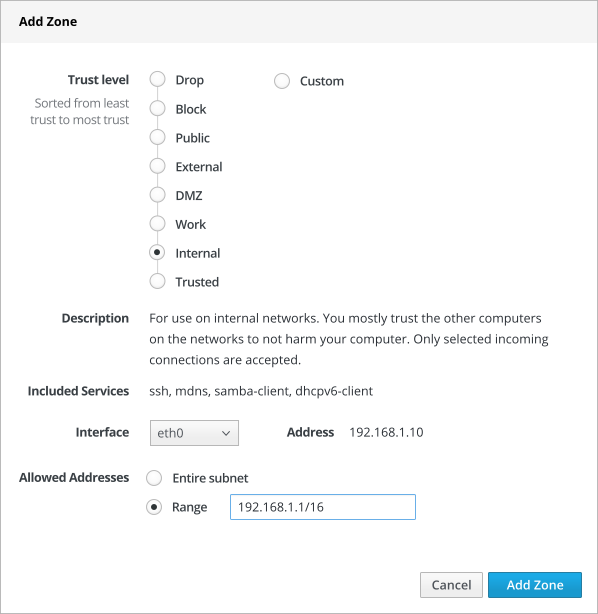 Add Zone
Trust level
Sorted from least
trust to most trust
Drop
Custom
Block
Public
External
DMZ
Work
Internal
Trusted
Description
For use on internal networks. You mostly trust the other computers
on the networks to not harm your computer. Only selected incoming
connections are accepted.
Included Services
ssh, mdns, samba-client, dhcpv6-client
Interface
eth0
Address
192.168.1.10
Allowed Addresses
Entire subnet
Range
192.168.1.1/16
Cancel
Add Zone